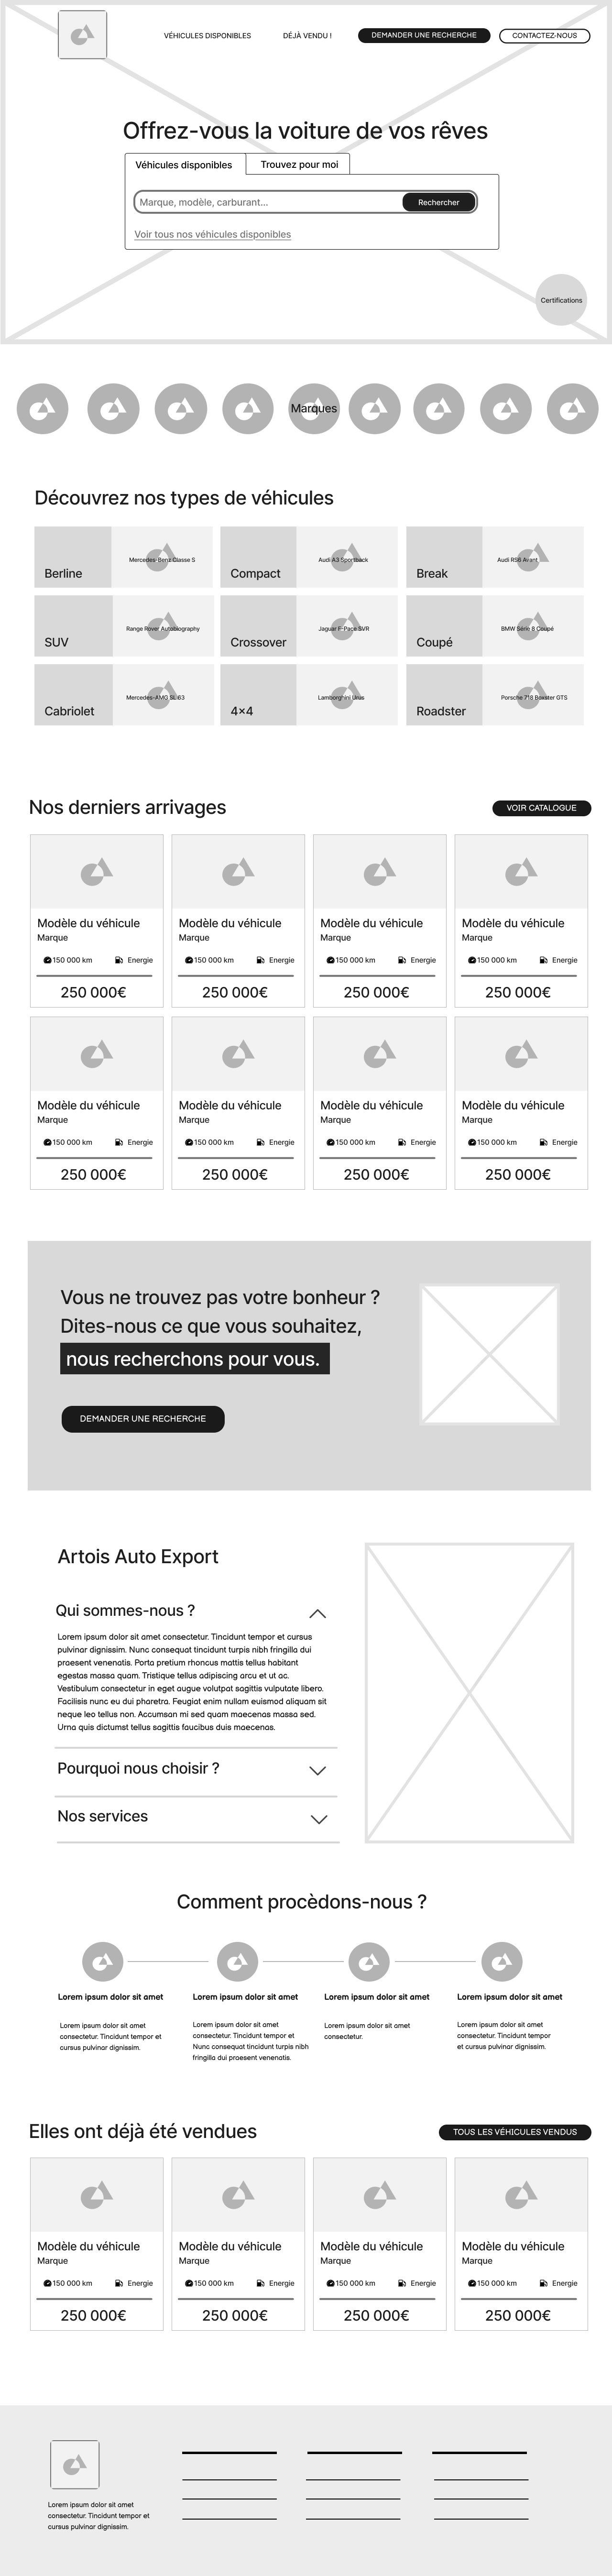 VÉHICULES DISPONIBLES
DÉJÀ VENDU !
DEMANDER UNE RECHERCHE
CONTACTEZ-NOUS
Offrez-vous la voiture de vos rêves
Véhicules disponibles
Trouvez pour moi
Marque, modèle, carburant...
Rechercher
Voir tous nos véhicules disponibles
Certifications
Marques
Découvrez nos types de véhicules
Berline
Mercedes-Benz Classe S
Compact
Audi A3 Sportback
Break
Audi RS6 Avant
SUV
Range Rover Autobiography
Crossover
Jaguar F-Pace SVR
Coupé
BMW Série 8 Coupé
Cabriolet
Mercedes-AMG SL 63
4x4
Lamborghini Urus
Roadster
Porsche 718 Boxster GTS
Nos derniers arrivages
VOIR CATALOGUE
Modèle du véhicule
Marque
150 000 km
Energie
250 000€
Modèle du véhicule
Marque
150 000 km
Energie
250 000€
Modèle du véhicule
Marque
150 000 km
Energie
250 000€
Modèle du véhicule
Marque
150 000 km
Energie
250 000€
Modèle du véhicule
Marque
150 000 km
Energie
250 000€
Modèle du véhicule
Marque
150 000 km
Energie
250 000€
Modèle du véhicule
Marque
150 000 km
Energie
250 000€
Modèle du véhicule
Marque
150 000 km
Energie
250 000€
Vous ne trouvez pas votre bonheur ?
Dites-nous ce que vous souhaitez,
nous recherchons pour vous.
DEMANDER UNE RECHERCHE
Artois Auto Export
Qui sommes-nous ?
Lorem ipsum dolor sit amet consectetur. Tincidunt tempor et cursus
pulvinar dignissim. Nunc consequat tincidunt turpis nibh fringilla dui
praesent venenatis. Porta pretium rhoncus mattis tellus habitant
egestas massa quam. Tristique tellus adipiscing arcu et ut ac.
Vestibulum consectetur in eget augue volutpat sagittis vulputate libero.
Facilisis nunc eu dui pharetra. Feugiat enim nullam euismod aliquam sit
neque leo tellus non. Accumsan mi sed quam maecenas massa sed.
Urna quis dictumst tellus sagittis faucibus duis maecenas.
Pourquoi nous choisir ?
Nos services
Comment procèdons-nous ?
Lorem ipsum dolor sit amet
Lorem ipsum dolor sit amet
consectetur. Tincidunt tempor et
cursus pulvinar dignissim.
Lorem ipsum dolor sit amet
Lorem ipsum dolor sit amet
consectetur. Tincidunt tempor et
Nunc consequat tincidunt turpis nibh
fringilla dui praesent venenatis.
Lorem ipsum dolor sit amet
Lorem ipsum dolor sit amet
consectetur.
Lorem ipsum dolor sit amet
Lorem ipsum dolor sit amet
consectetur. Tincidunt tempor
et cursus pulvinar dignissim.
Elles ont déjà été vendues
TOUS LES VÉHICULES VENDUS
Modèle du véhicule
Marque
150 000 km
Energie
250 000€
Modèle du véhicule
Marque
150 000 km
Energie
250 000€
Modèle du véhicule
Marque
150 000 km
Energie
250 000€
Modèle du véhicule
Marque
150 000 km
Energie
250 000€
Lorem ipsum dolor sit amet
consectetur. Tincidunt tempor et
cursus pulvinar dignissim.